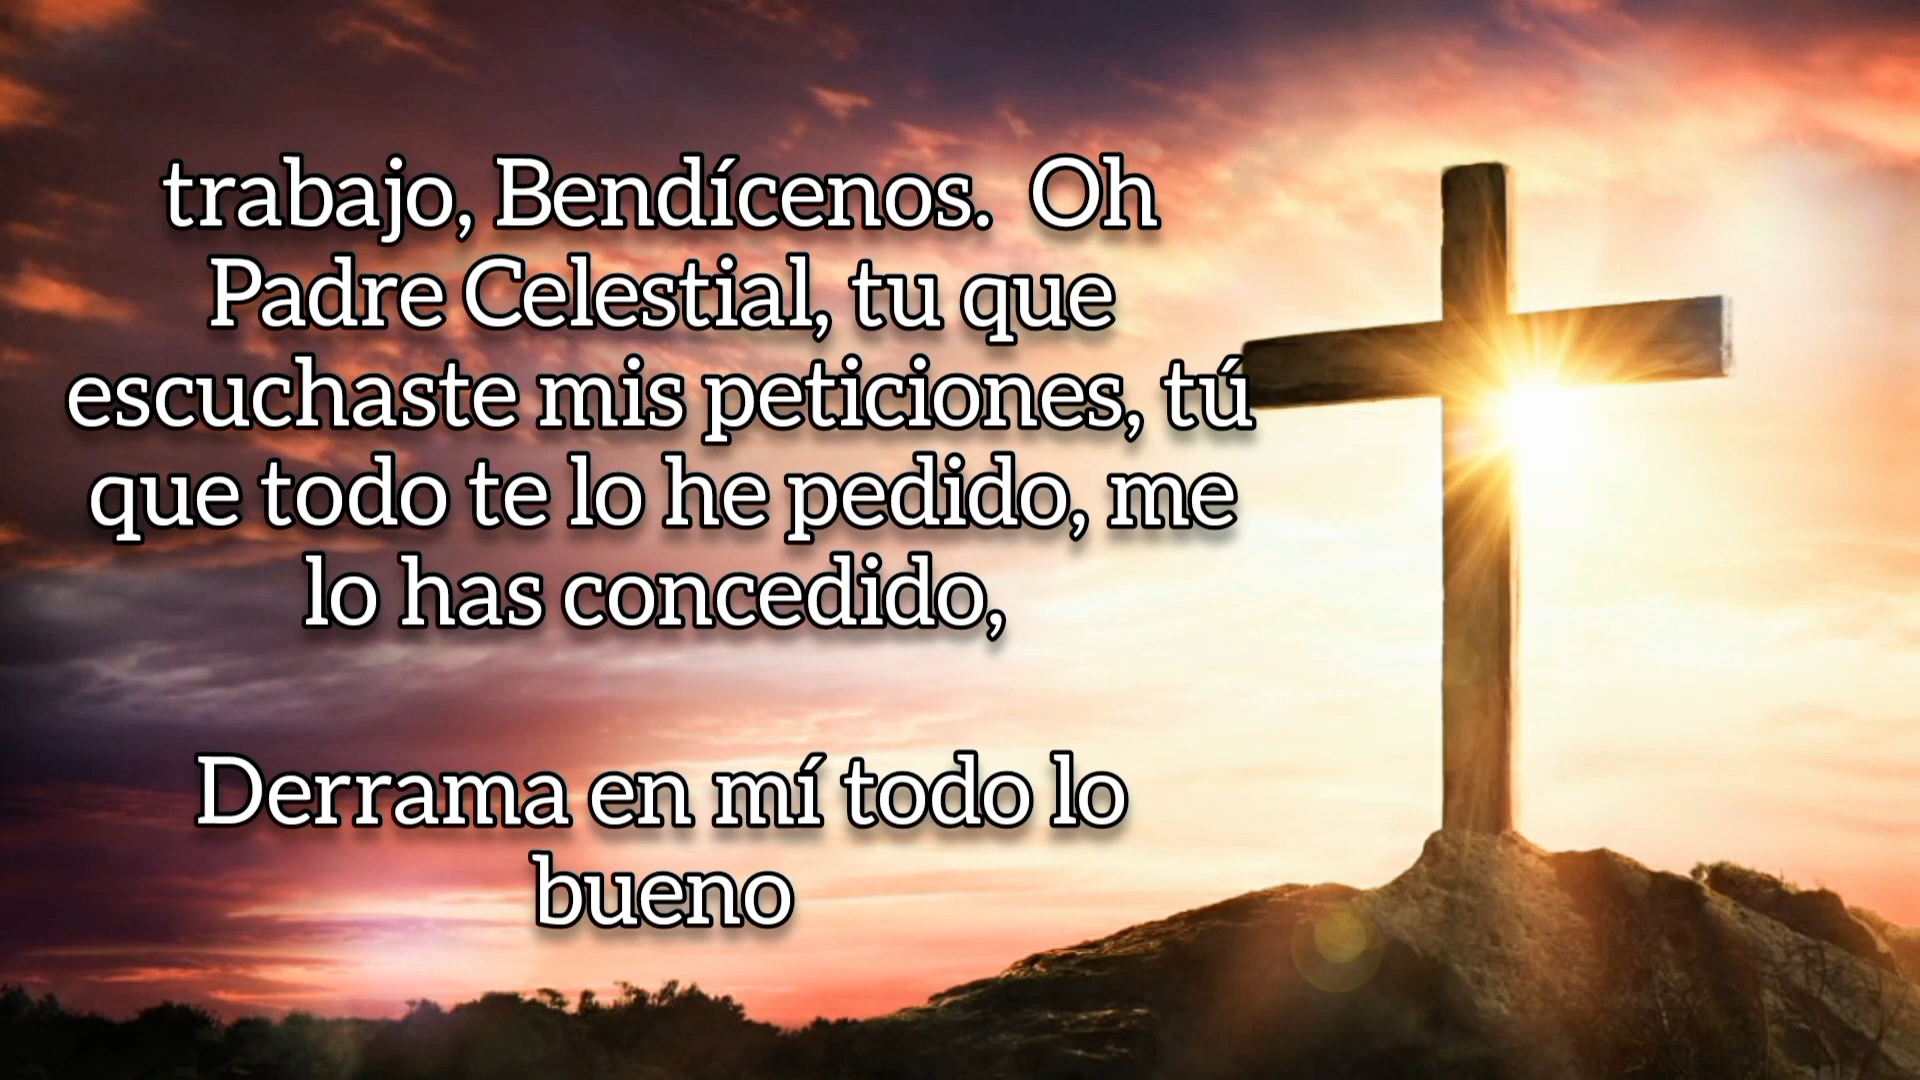 trabajo, Bendícenos.  Oh
Padre Celestial, tu que
escuchaste mis peticiones, tú
que todo te lo he pedido, me
lo has concedido,
Derrama en mí todo lo
bueno